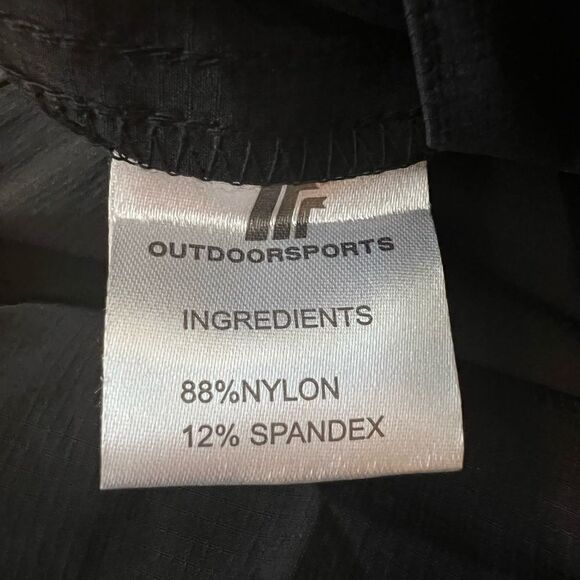 OUTDOORSPORTS
INGREDIENTS
88%NYLON
12% SPANDEX